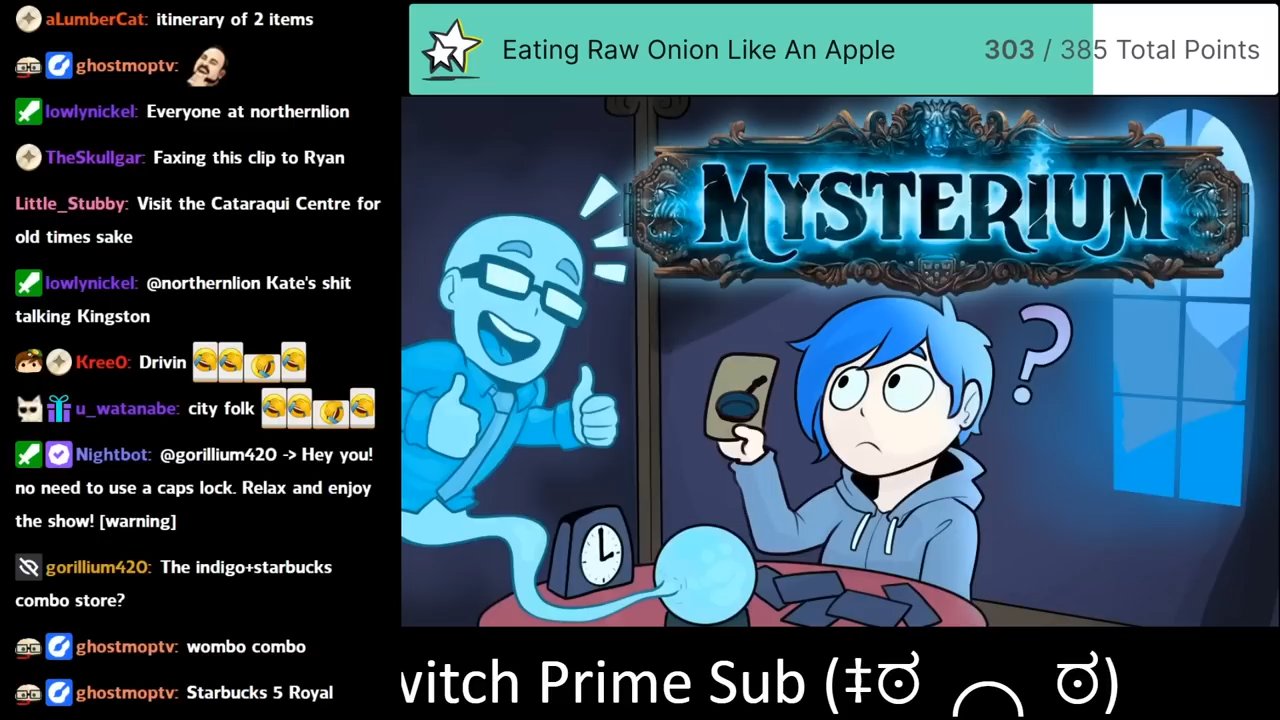 aLumberCat: itinerary of 2 items
ghostmoptv:
lowlynickel: Everyone at northernlion
TheSkullgar: Faxing this clip to Ryan
Little_Stubby: Visit the Cataraqui Centre for
old times sake
lowlynickel: @northernlion Kate's shit
talking Kingston
KreeO: Drivin
u_watanabe: city folk
Nightbot: @gorillium420 -> Hey you!
no need to use a caps lock. Relax and enjoy
the show! [warning]
gorillium420: The indigo+starbucks
combo store?
ghostmoptv: wombo combo
ghostmoptv: Starbucks 5 Royal
Eating Raw Onion Like An Apple 303 / 385 Total Points
MYSTERIUM
?
vitch Prime Sub (‡ಠ ⁀ ಠ)